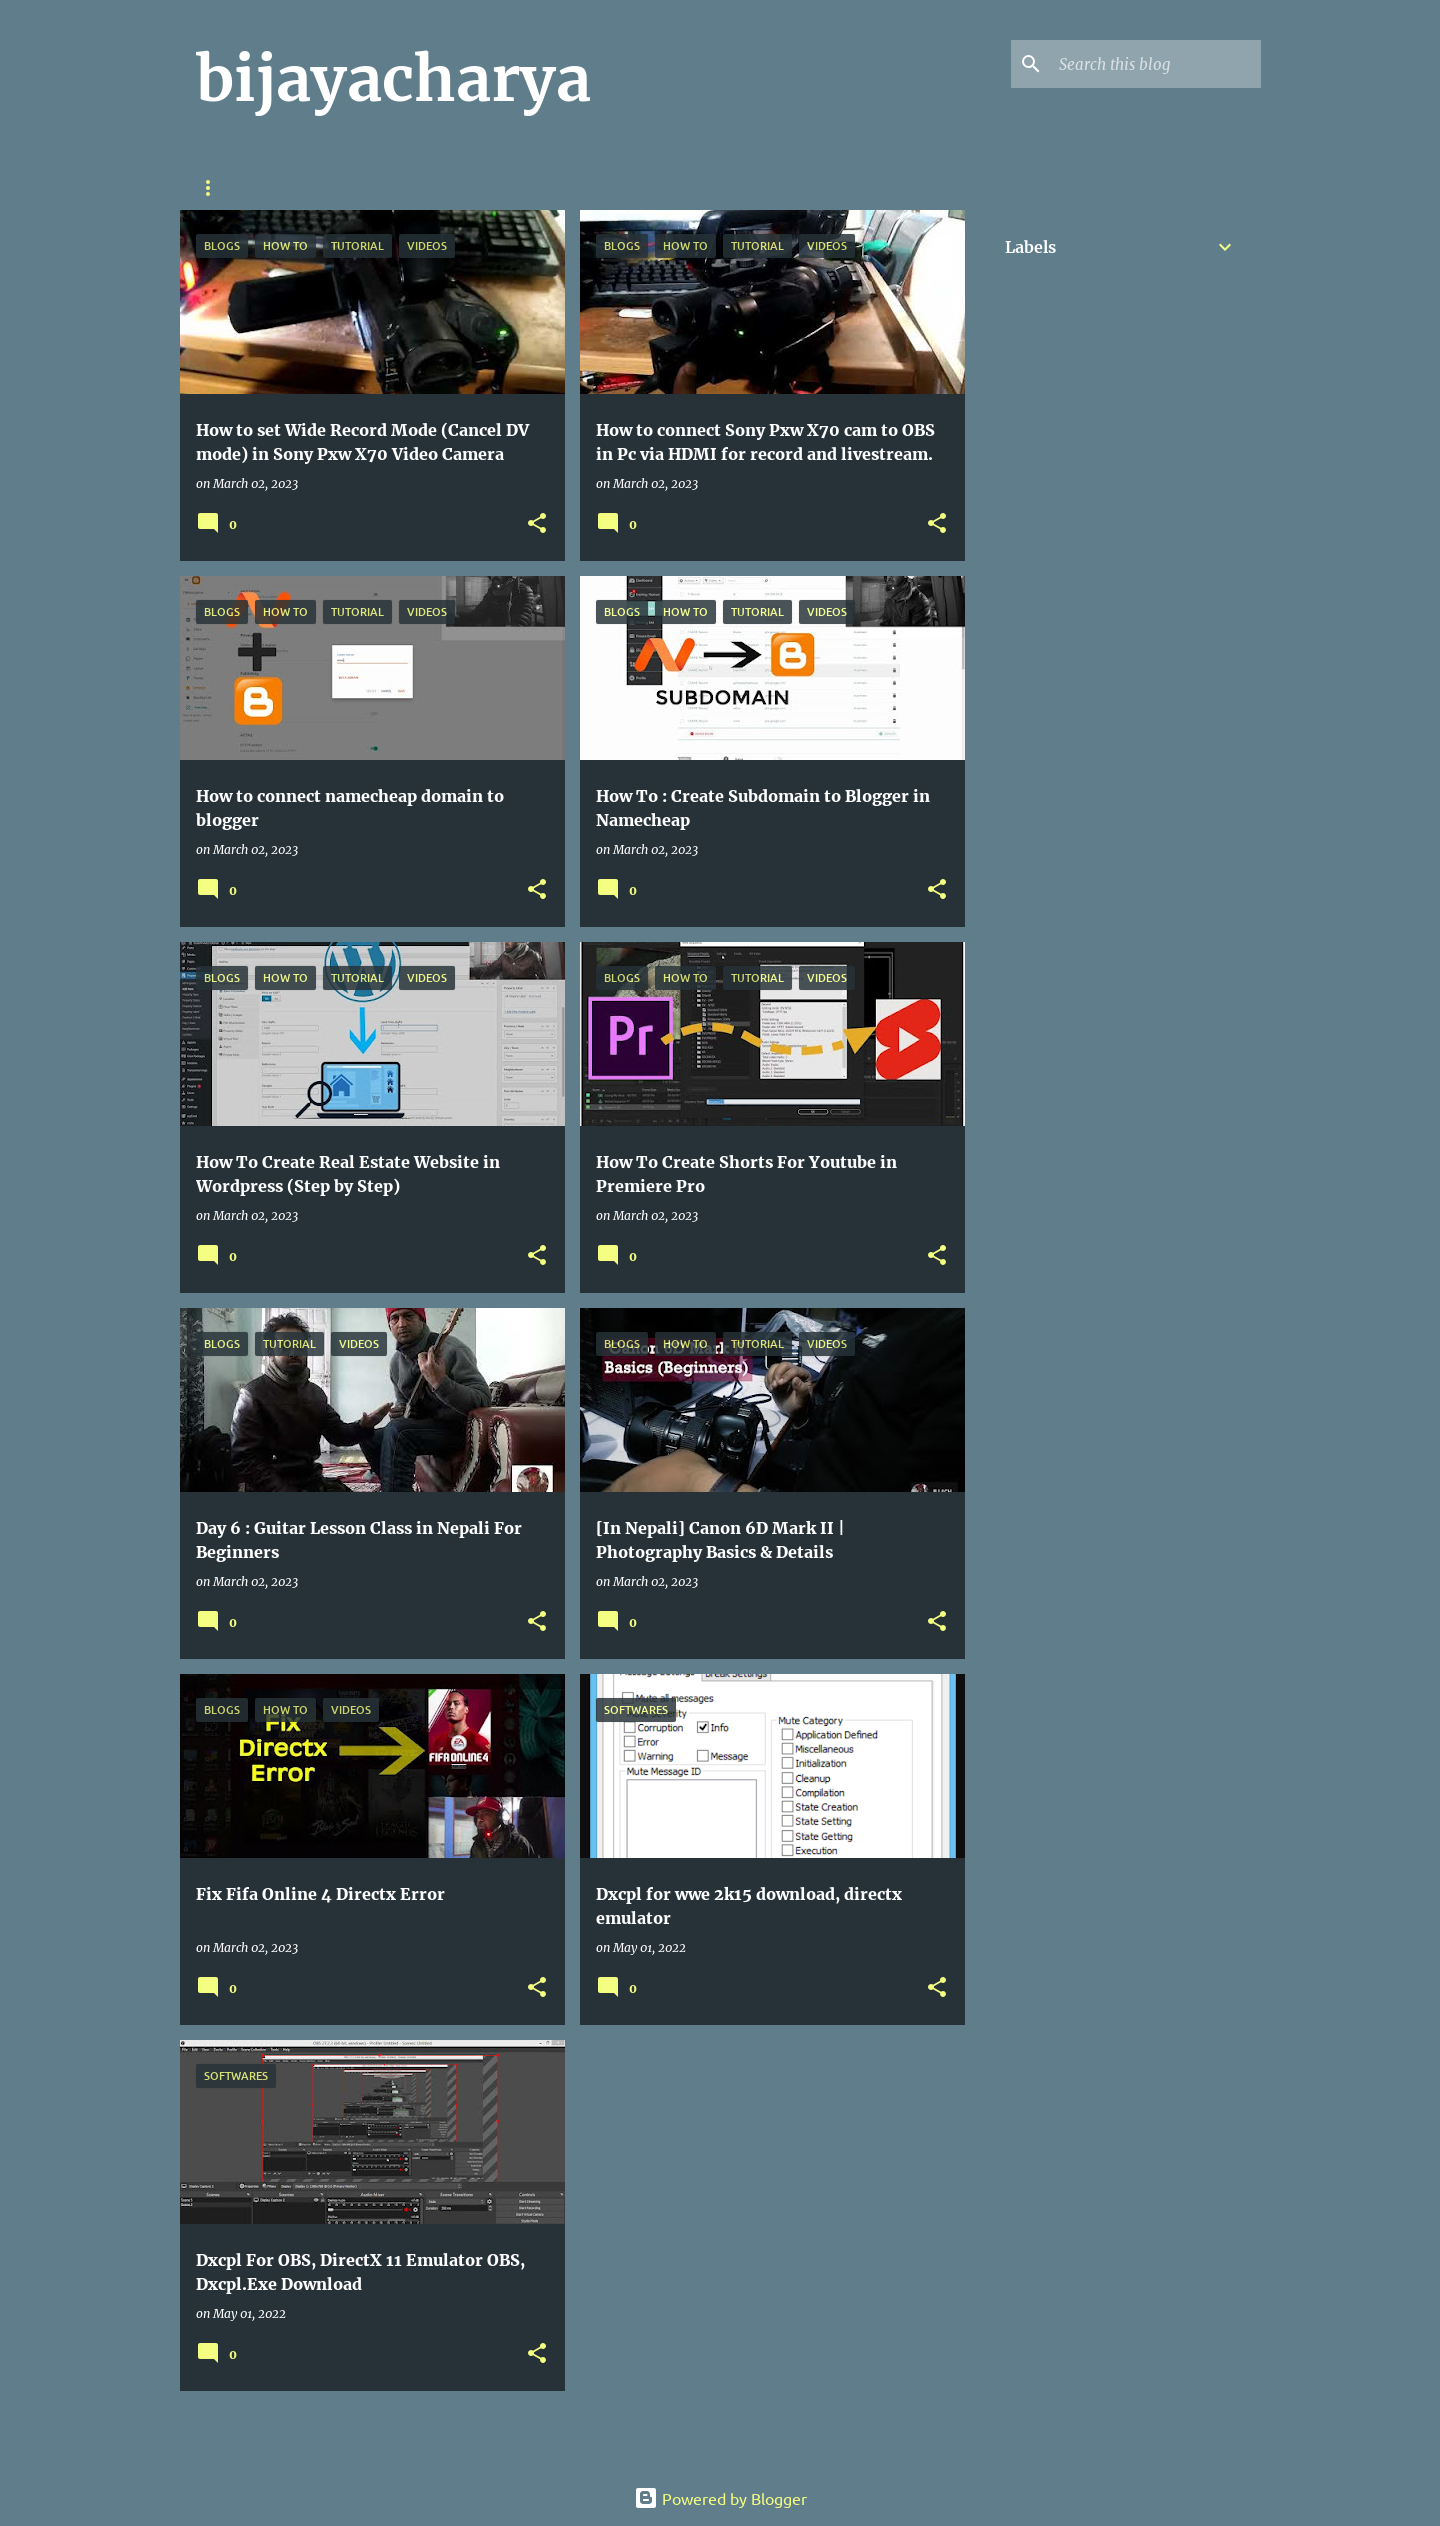 bijayacharya
Search this blog
Labels
BLOGS HOW TO TUTORIAL VIDEOS
How to set Wide Record Mode (Cancel DV
mode) in Sony Pxw X70 Video Camera
on March 02, 2023
0
BLOGS HOW TO TUTORIAL VIDEOS
How to connect Sony Pxw X70 cam to OBS
in Pc via HDMI for record and livestream.
on March 02, 2023
0
BLOGS HOW TO TUTORIAL VIDEOS
How to connect namecheap domain to
blogger
on March 02, 2023
0
BLOGS HOW TO TUTORIAL VIDEOS
SUBDOMAIN
How To : Create Subdomain to Blogger in
Namecheap
on March 02, 2023
0
BLOGS HOW TO TUTORIAL VIDEOS
How To Create Real Estate Website in
Wordpress (Step by Step)
on March 02, 2023
0
BLOGS HOW TO TUTORIAL VIDEOS
Pr
How To Create Shorts For Youtube in
Premiere Pro
on March 02, 2023
0
BLOGS TUTORIAL VIDEOS
Day 6 : Guitar Lesson Class in Nepali For
Beginners
on March 02, 2023
0
BLOGS HOW TO TUTORIAL VIDEOS
Canon 6D Mark II
Basics (Beginners)
[In Nepali] Canon 6D Mark II |
Photography Basics & Details
on March 02, 2023
0
BLOGS HOW TO VIDEOS
Fix
Directx
Error
EA SPORTS
FIFA ONLINE 4
Fix Fifa Online 4 Directx Error
on March 02, 2023
0
SOFTWARES
Break Settings
Mute all messages
Corruption Info
Error
Warning Message
Mute Message ID
Mute Category
Application Defined
Miscellaneous
Initialization
Cleanup
Compilation
State Creation
State Setting
State Getting
Execution
Dxcpl for wwe 2k15 download, directx
emulator
on May 01, 2022
0
SOFTWARES
Dxcpl For OBS, DirectX 11 Emulator OBS,
Dxcpl.Exe Download
on May 01, 2022
0
Powered by Blogger